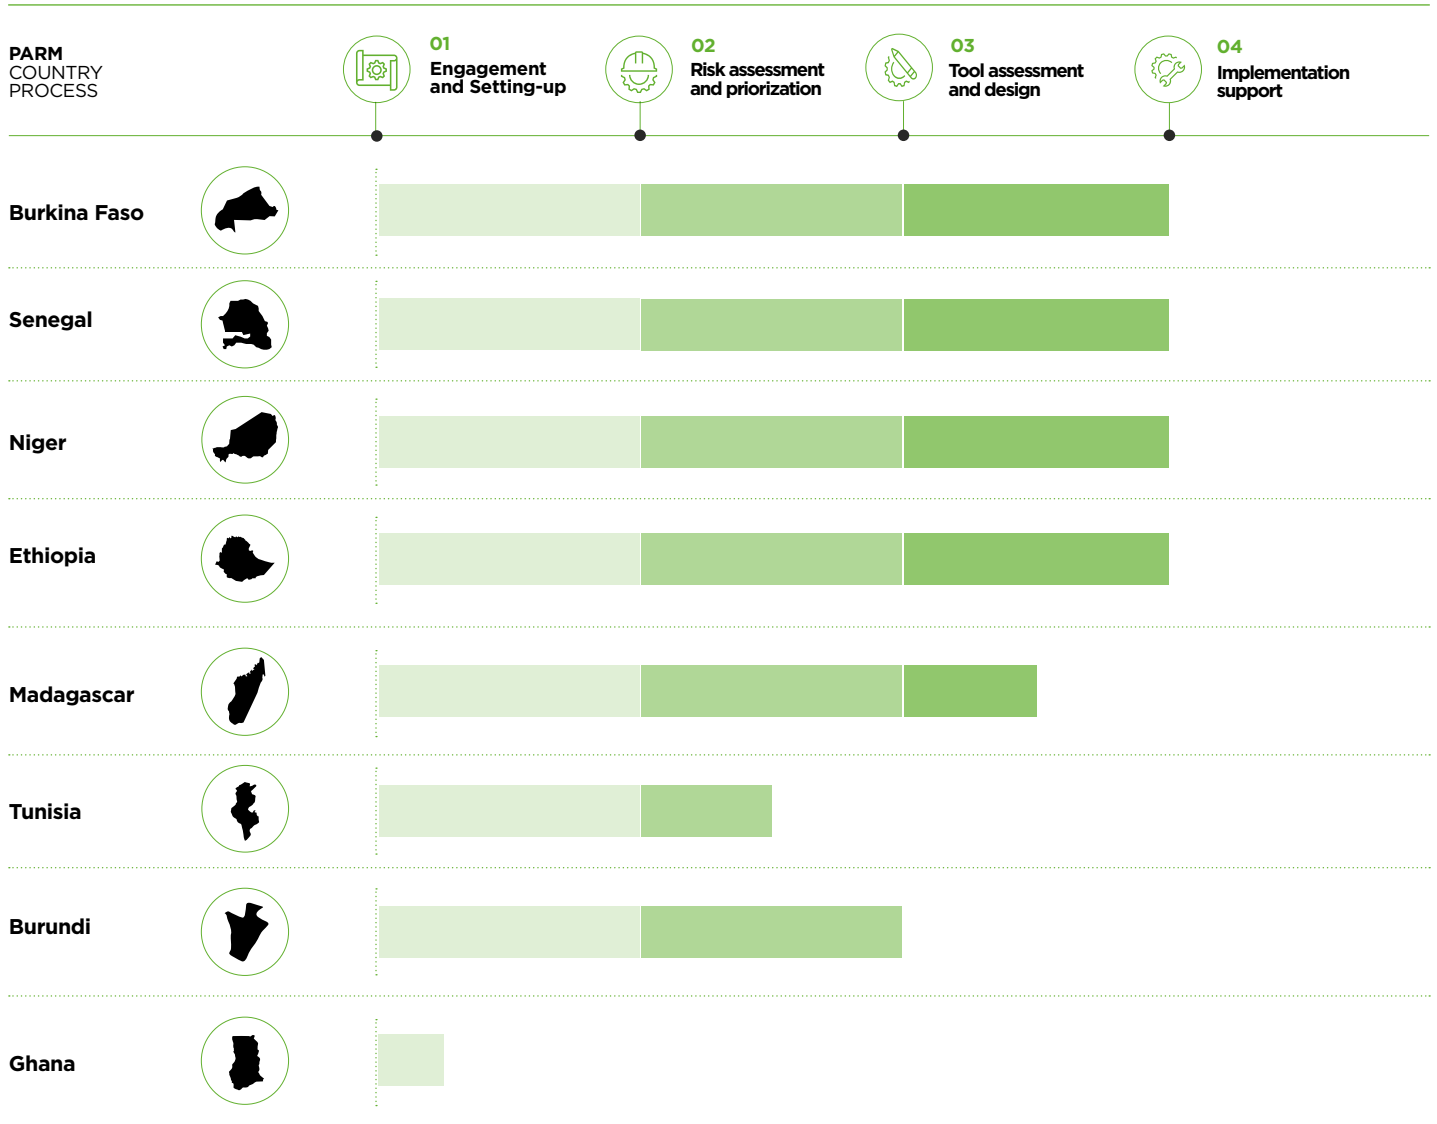 PARM
COUNTRY
PROCESS
01
Engagement
and Setting-up
02
Risk assessment
and priorization
03
Tool assessment
and design
04
Implementation
support
Burkina Faso
Senegal
Niger
Ethiopia
Madagascar
Tunisia
Burundi
Ghana